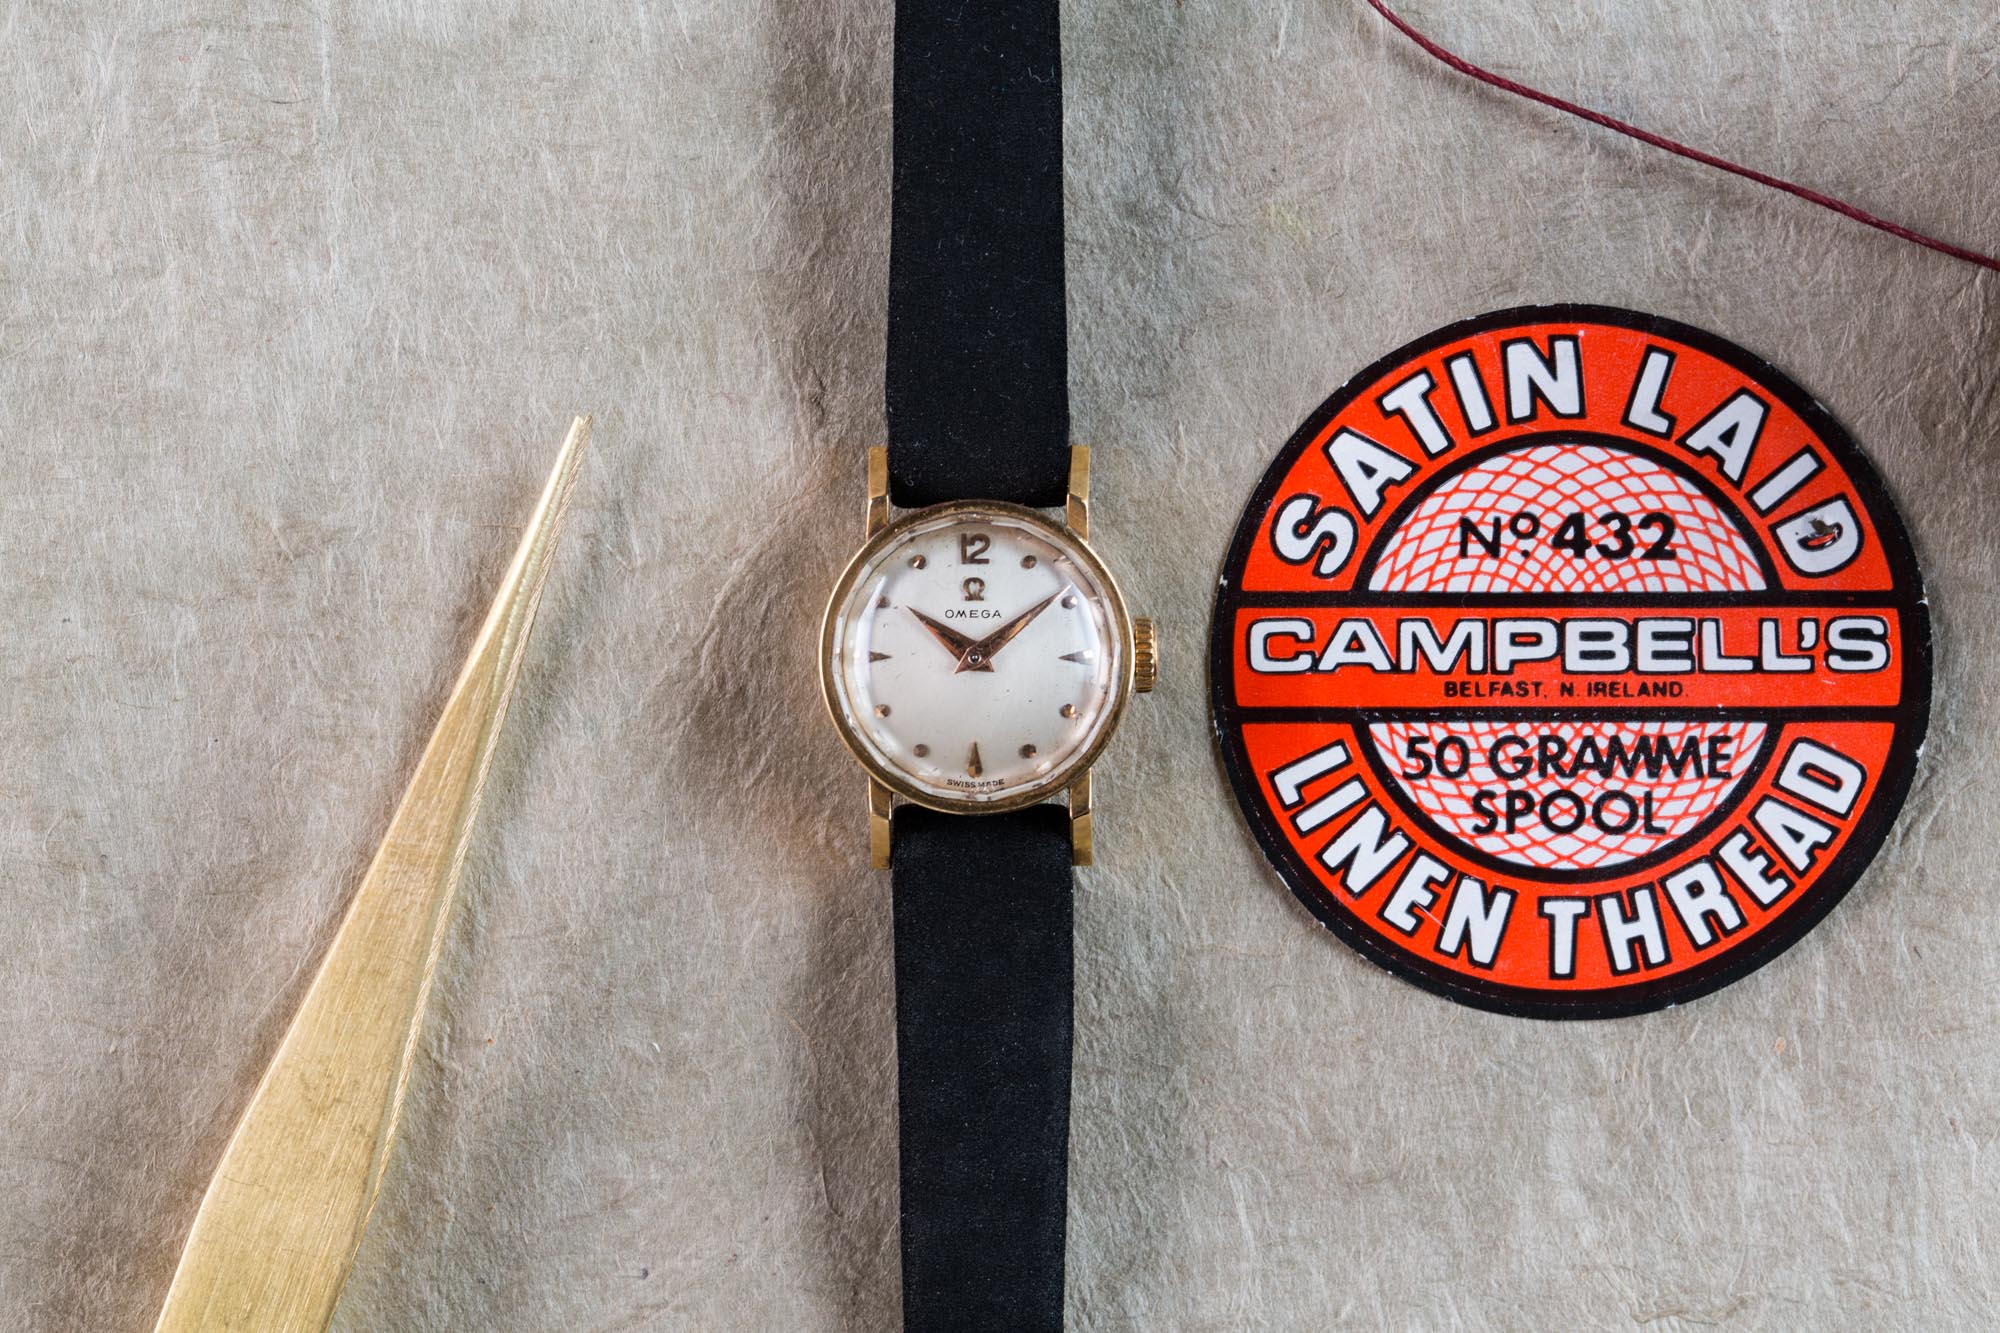 12
OMEGA
SWISS MADE
SATIN LAID
Nº. 432
CAMPBELL'S
BELFAST, N. IRELAND.
50 GRAMME
SPOOL
LINEN THREAD